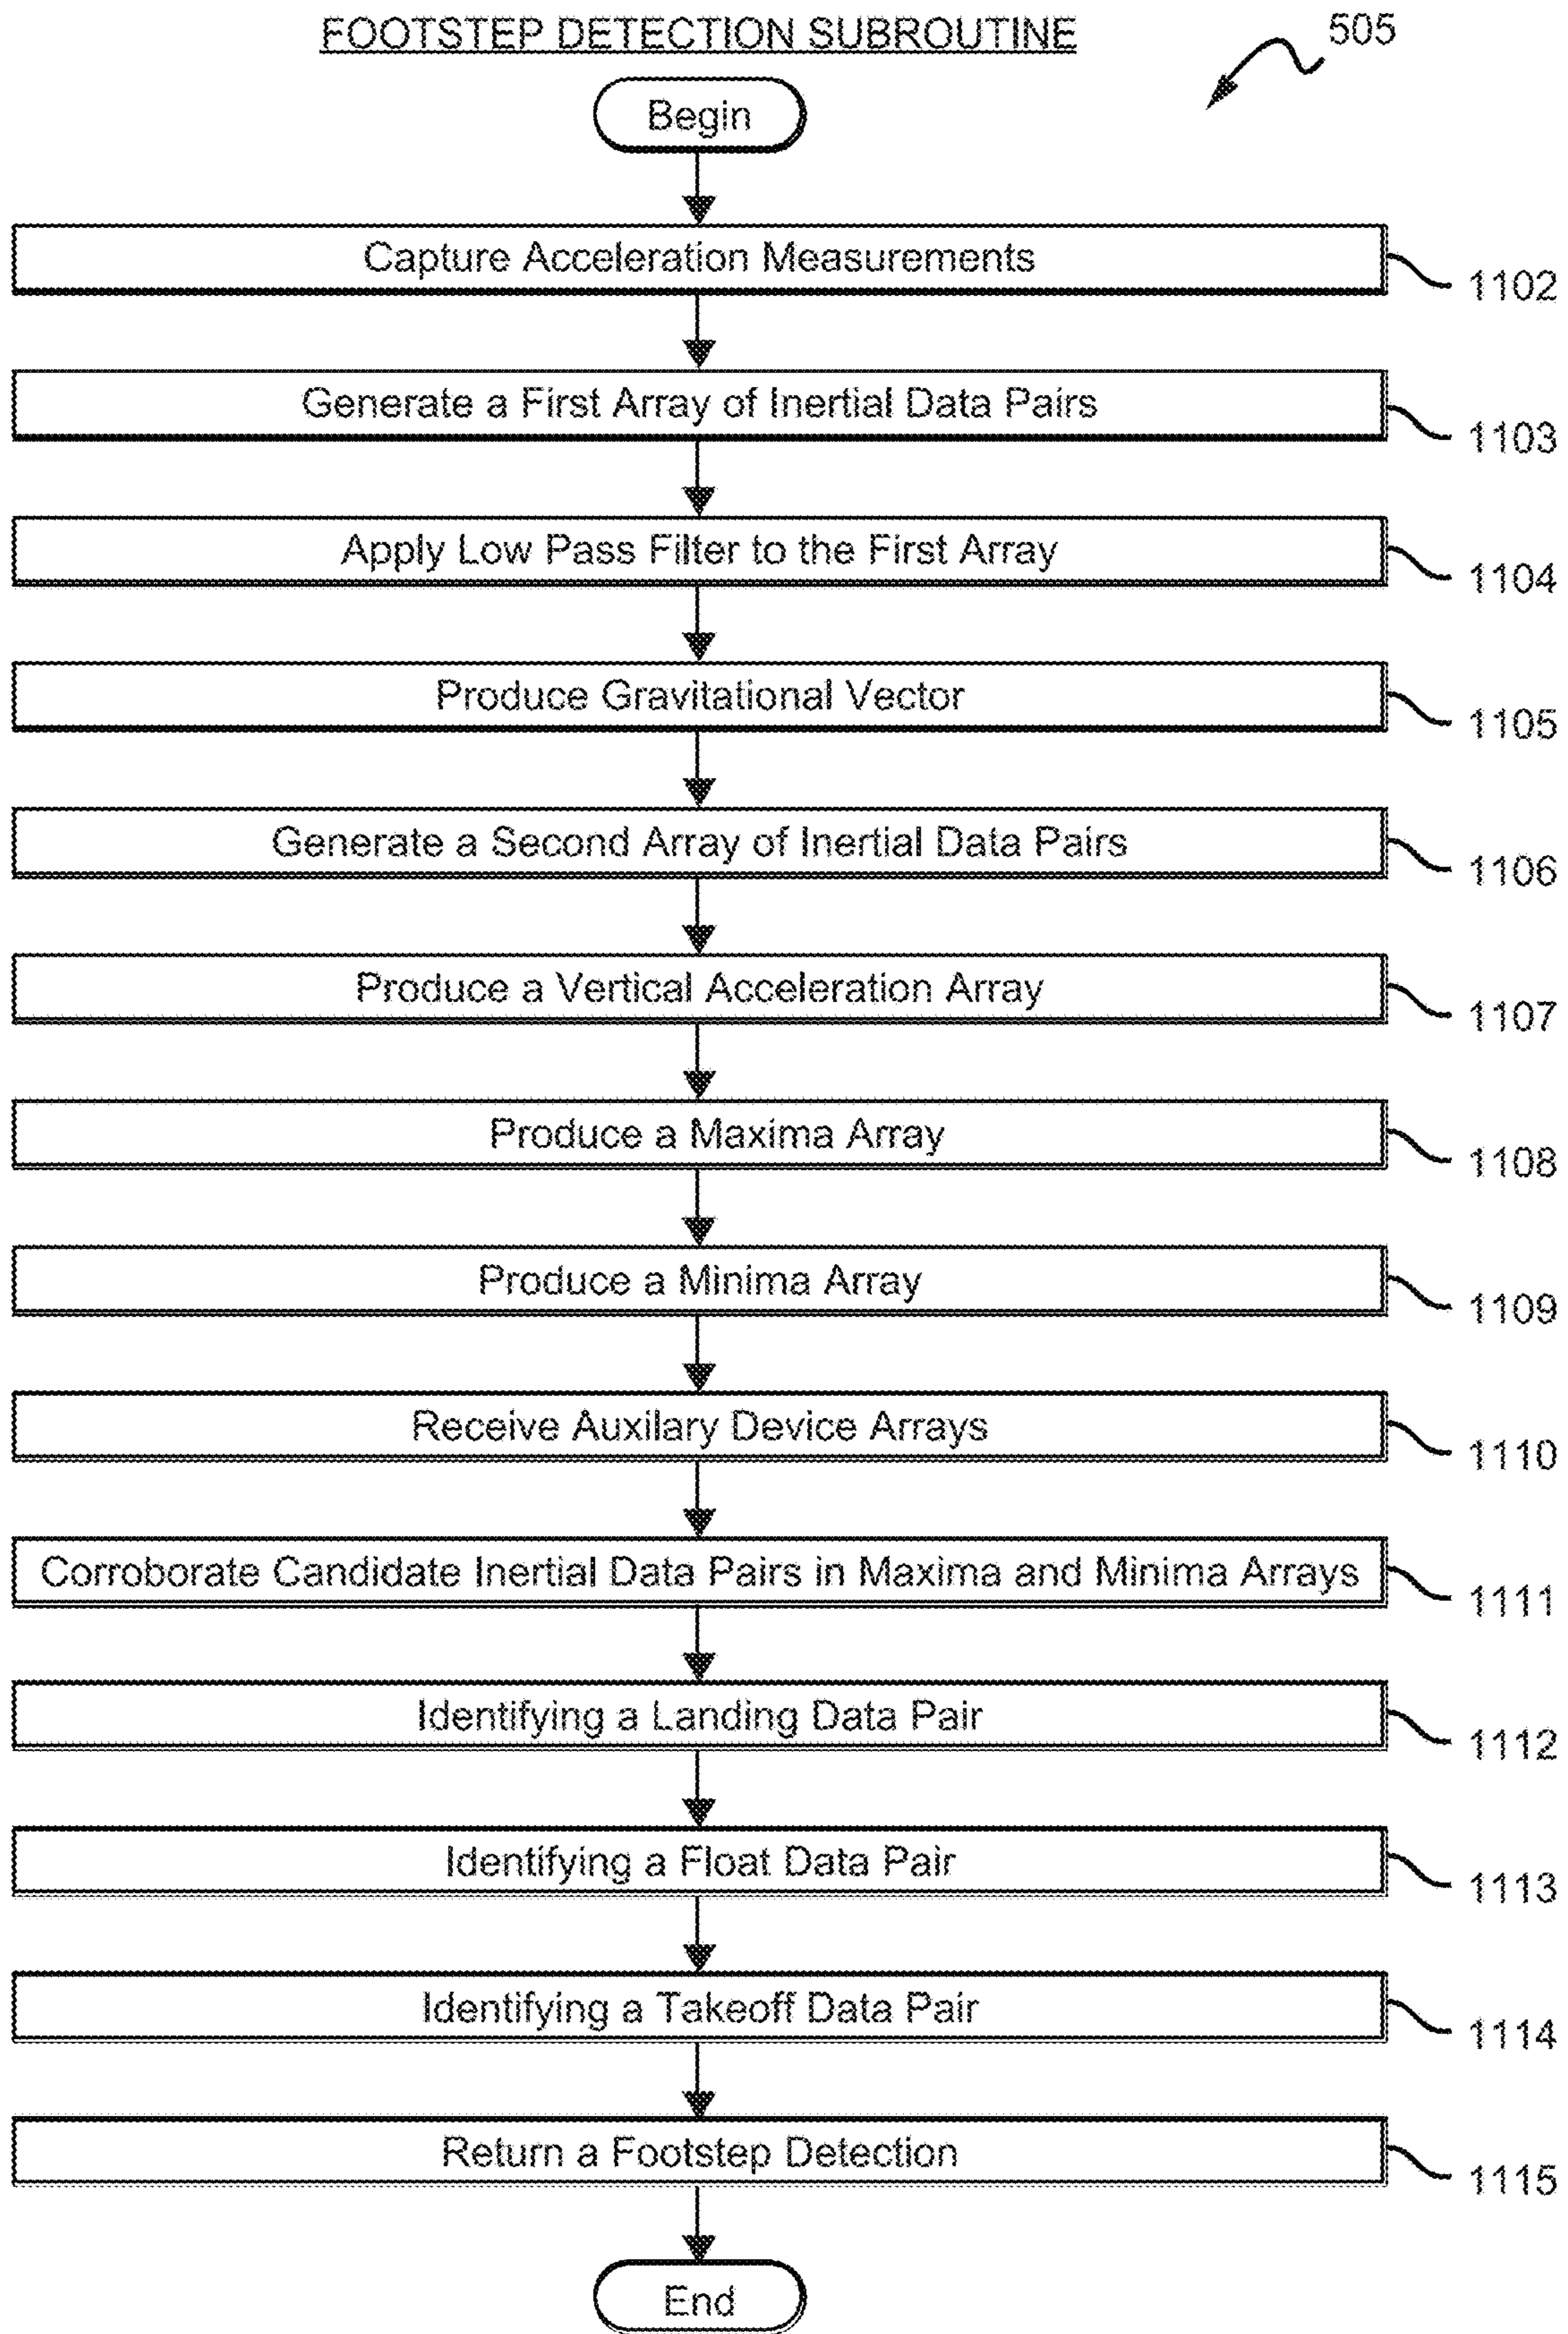 FOOTSTEP DETECTION SUBROUTINE
505
Begin
Capture Acceleration Measurements
1102
Generate a First Array of Inertial Data Pairs
1103
Apply Low Pass Filter to the First Array
1104
Produce Gravitational Vector
1105
Generate a Second Array of Inertial Data Pairs
1106
Produce a Vertical Acceleration Array
1107
Produce a Maxima Array
1108
Produce a Minima Array
1109
Receive Auxilary Device Arrays
1110
Corroborate Candidate Inertial Data Pairs in Maxima and Minima Arrays
1111
Identifying a Landing Data Pair
1112
Identifying a Float Data Pair
1113
Identifying a Takeoff Data Pair
1114
Return a Footstep Detection
1115
End